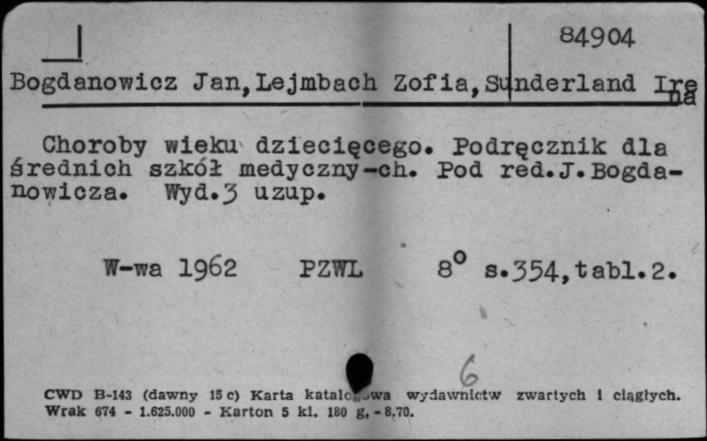 84904
Bogdanowicz Jan, Lejmbach Zofia, Sunderland Irena
Choroby wieku dziecięcego. Podręcznik dla
średnich szkół medyczny-ch. Pod red.J.Bogda-
nowicza. Wyd.3 uzup.
W-wa 1962 PZWL 8° s.354,tabl.2.
6
CWD B-143 (dawny 15 c) Karta katalogowa wydawnictw zwartych i ciągłych.
Wrak 674 - 1.625.000 - Karton 5 kl. 180 g, - 8.70.